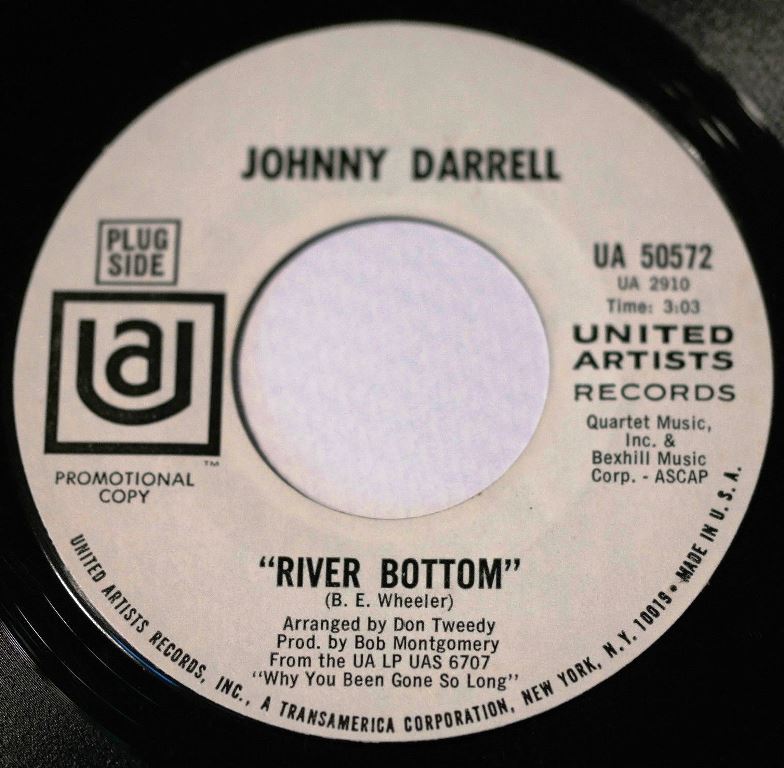 JOHNNY DARRELL
PLUG
SIDE
ua
TM
PROMOTIONAL
COPY
UA 50572
UA 2910
Time: 3:03
UNITED
ARTISTS
RECORDS
Quartet Music,
Inc. &
Bexhill Music
Corp. - ASCAP
"RIVER BOTTOM"
(B. E. Wheeler)
Arranged by Don Tweedy
Prod. by Bob Montgomery
From the UA LP UAS 6707
"Why You Been Gone So Long"
UNITED ARTISTS RECORDS, INC., A TRANSAMERICA CORPORATION, NEW YORK, N.Y. 10019 • MADE IN U.S.A.